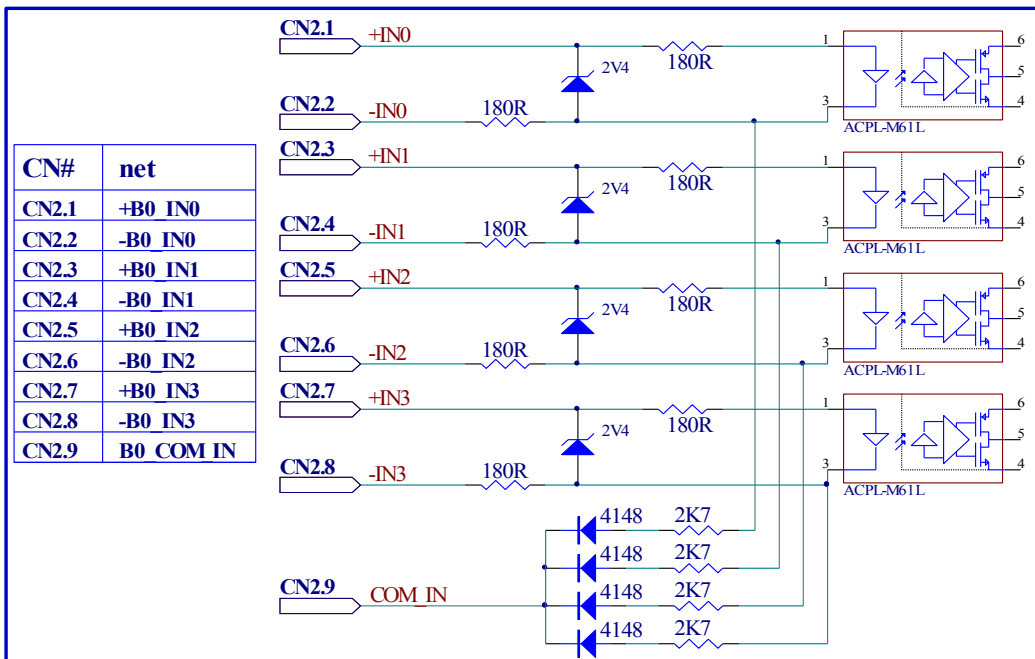 CN2.1 +IN0
1
6
2V4
180R
5
CN2.2 -IN0
180R
3
4
ACPL-M61L
CN2.3 +IN1
1
6
2V4
180R
5
CN2.4 -IN1
180R
3
4
ACPL-M61L
CN2.5 +IN2
1
6
2V4
180R
5
CN2.6 -IN2
180R
3
4
ACPL-M61L
CN2.7 +IN3
1
6
2V4
180R
5
CN2.8 -IN3
180R
3
4
ACPL-M61L
4148 2K7
4148 2K7
CN2.9 COM_IN
4148 2K7
4148 2K7
CN# net
CN2.1 +B0_IN0
CN2.2 -B0_IN0
CN2.3 +B0_IN1
CN2.4 -B0_IN1
CN2.5 +B0_IN2
CN2.6 -B0_IN2
CN2.7 +B0_IN3
CN2.8 -B0_IN3
CN2.9 B0_COM_IN